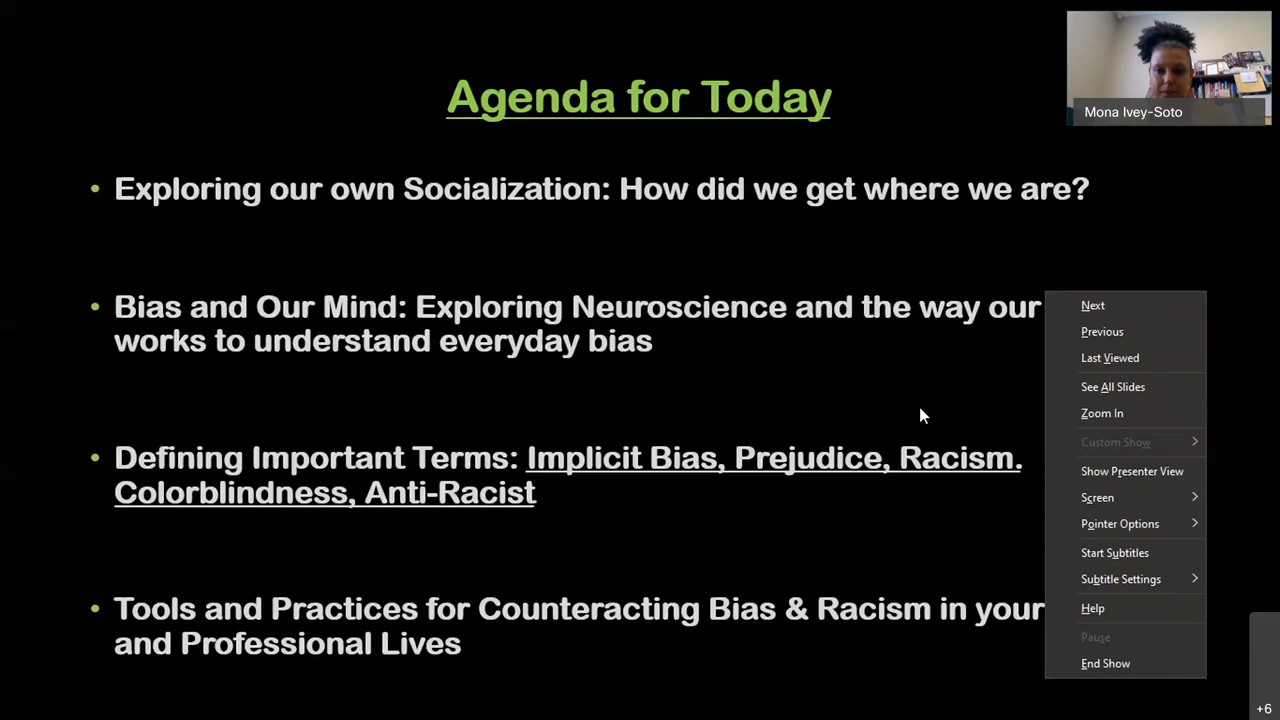 Agenda for Today
Mona Ivey-Soto
• Exploring our own Socialization: How did we get where we are?
• Bias and Our Mind: Exploring Neuroscience and the way our
works to understand everyday bias
• Defining Important Terms: Implicit Bias, Prejudice, Racism.
Colorblindness, Anti-Racist
• Tools and Practices for Counteracting Bias & Racism in your
and Professional Lives
Next
Previous
Last Viewed
See All Slides
Zoom In
Custom Show
Show Presenter View
Screen
Pointer Options
Start Subtitles
Subtitle Settings
Help
Pause
End Show
+6